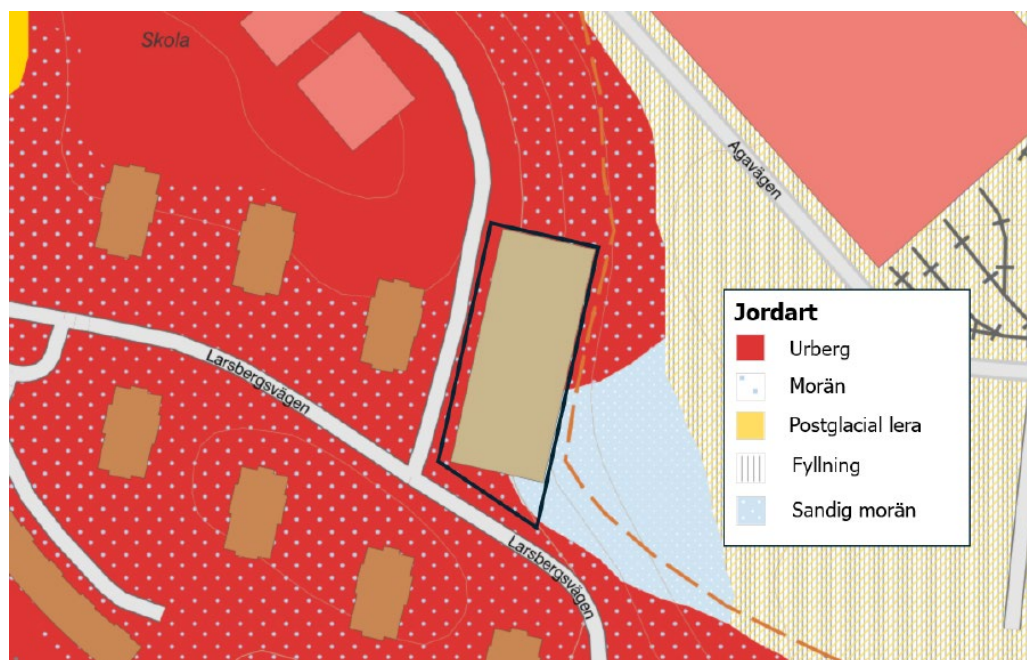 Skola
Agavägen
Larsbergsvägen
Larsbergsvägen
Jordart
Urberg
Morän
Postglacial lera
Fyllning
Sandig morän